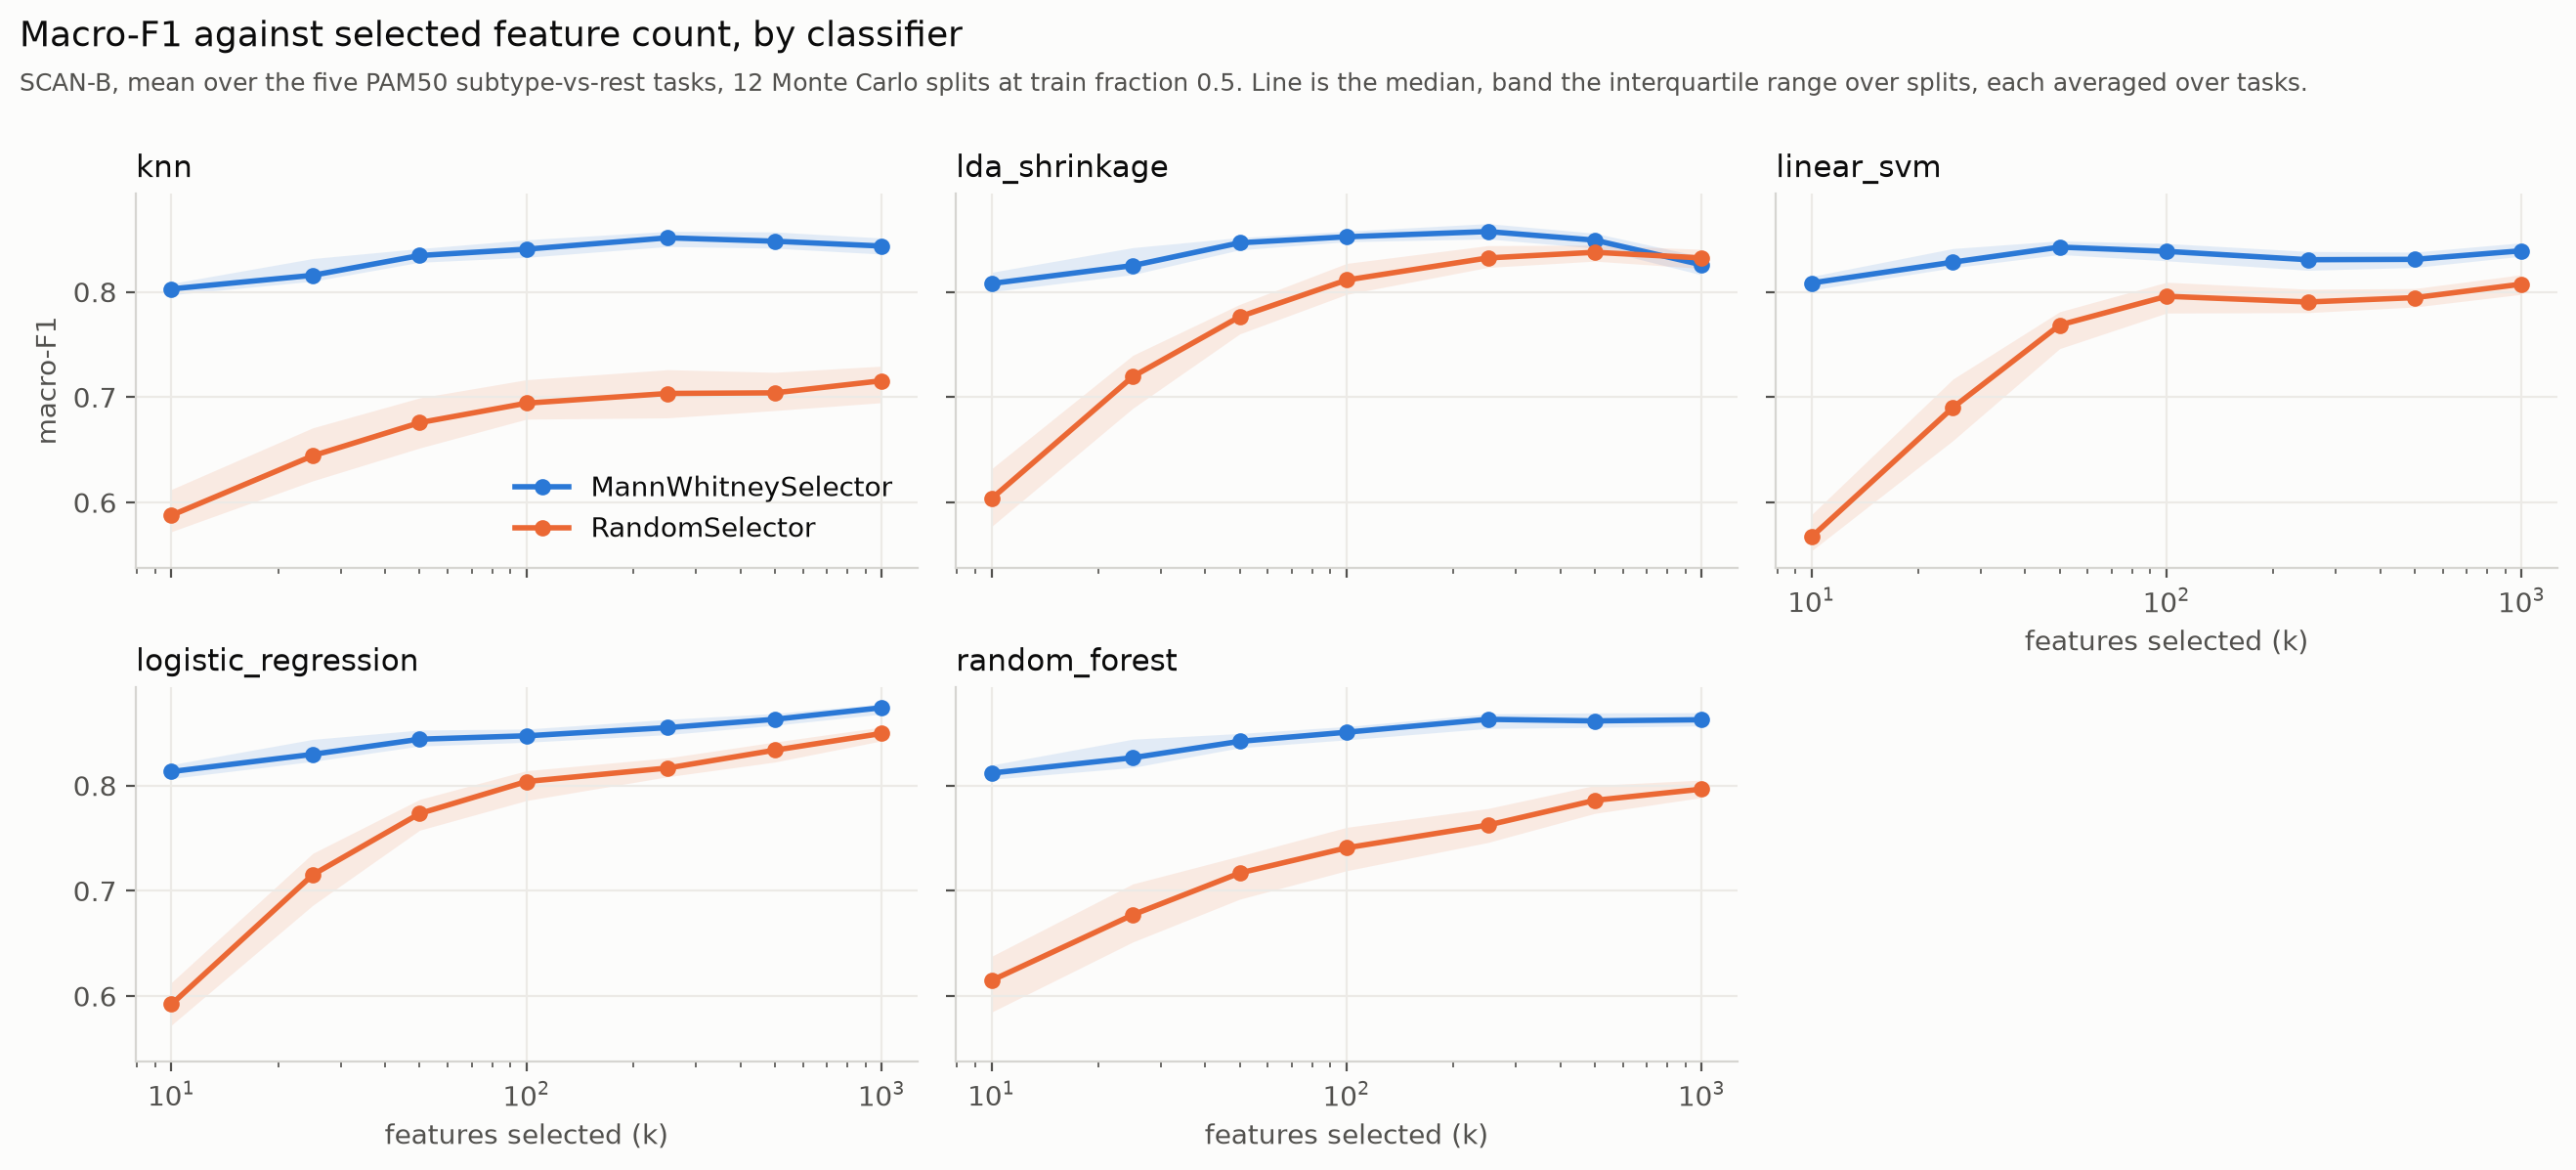 Macro-F1 against selected feature count, by classifier
SCAN-B, mean over the five PAM50 subtype-vs-rest tasks, 12 Monte Carlo splits at train fraction 0.5. Line is the median, band the interquartile range over splits, each averaged over tasks.
knn
lda_shrinkage
linear_svm
macro-F1
0.8
0.7
0.6
MannWhitneySelector
RandomSelector
10¹ 10² 10³
features selected (k)
logistic_regression
random_forest
0.8
0.7
0.6
10¹ 10² 10³
10¹ 10² 10³
features selected (k)
features selected (k)